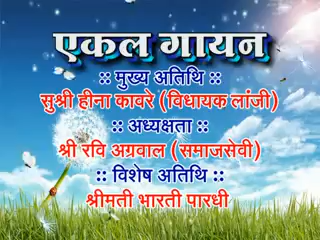 एकल गायन
:: मुख्य अतिथि ::
सुश्री हीना कावरे (विधायक लांजी)
:: अध्यक्षता ::
श्री रवि अग्रवाल (समाजसेवी)
:: विशेष अतिथि ::
श्रीमती भारती पारधी